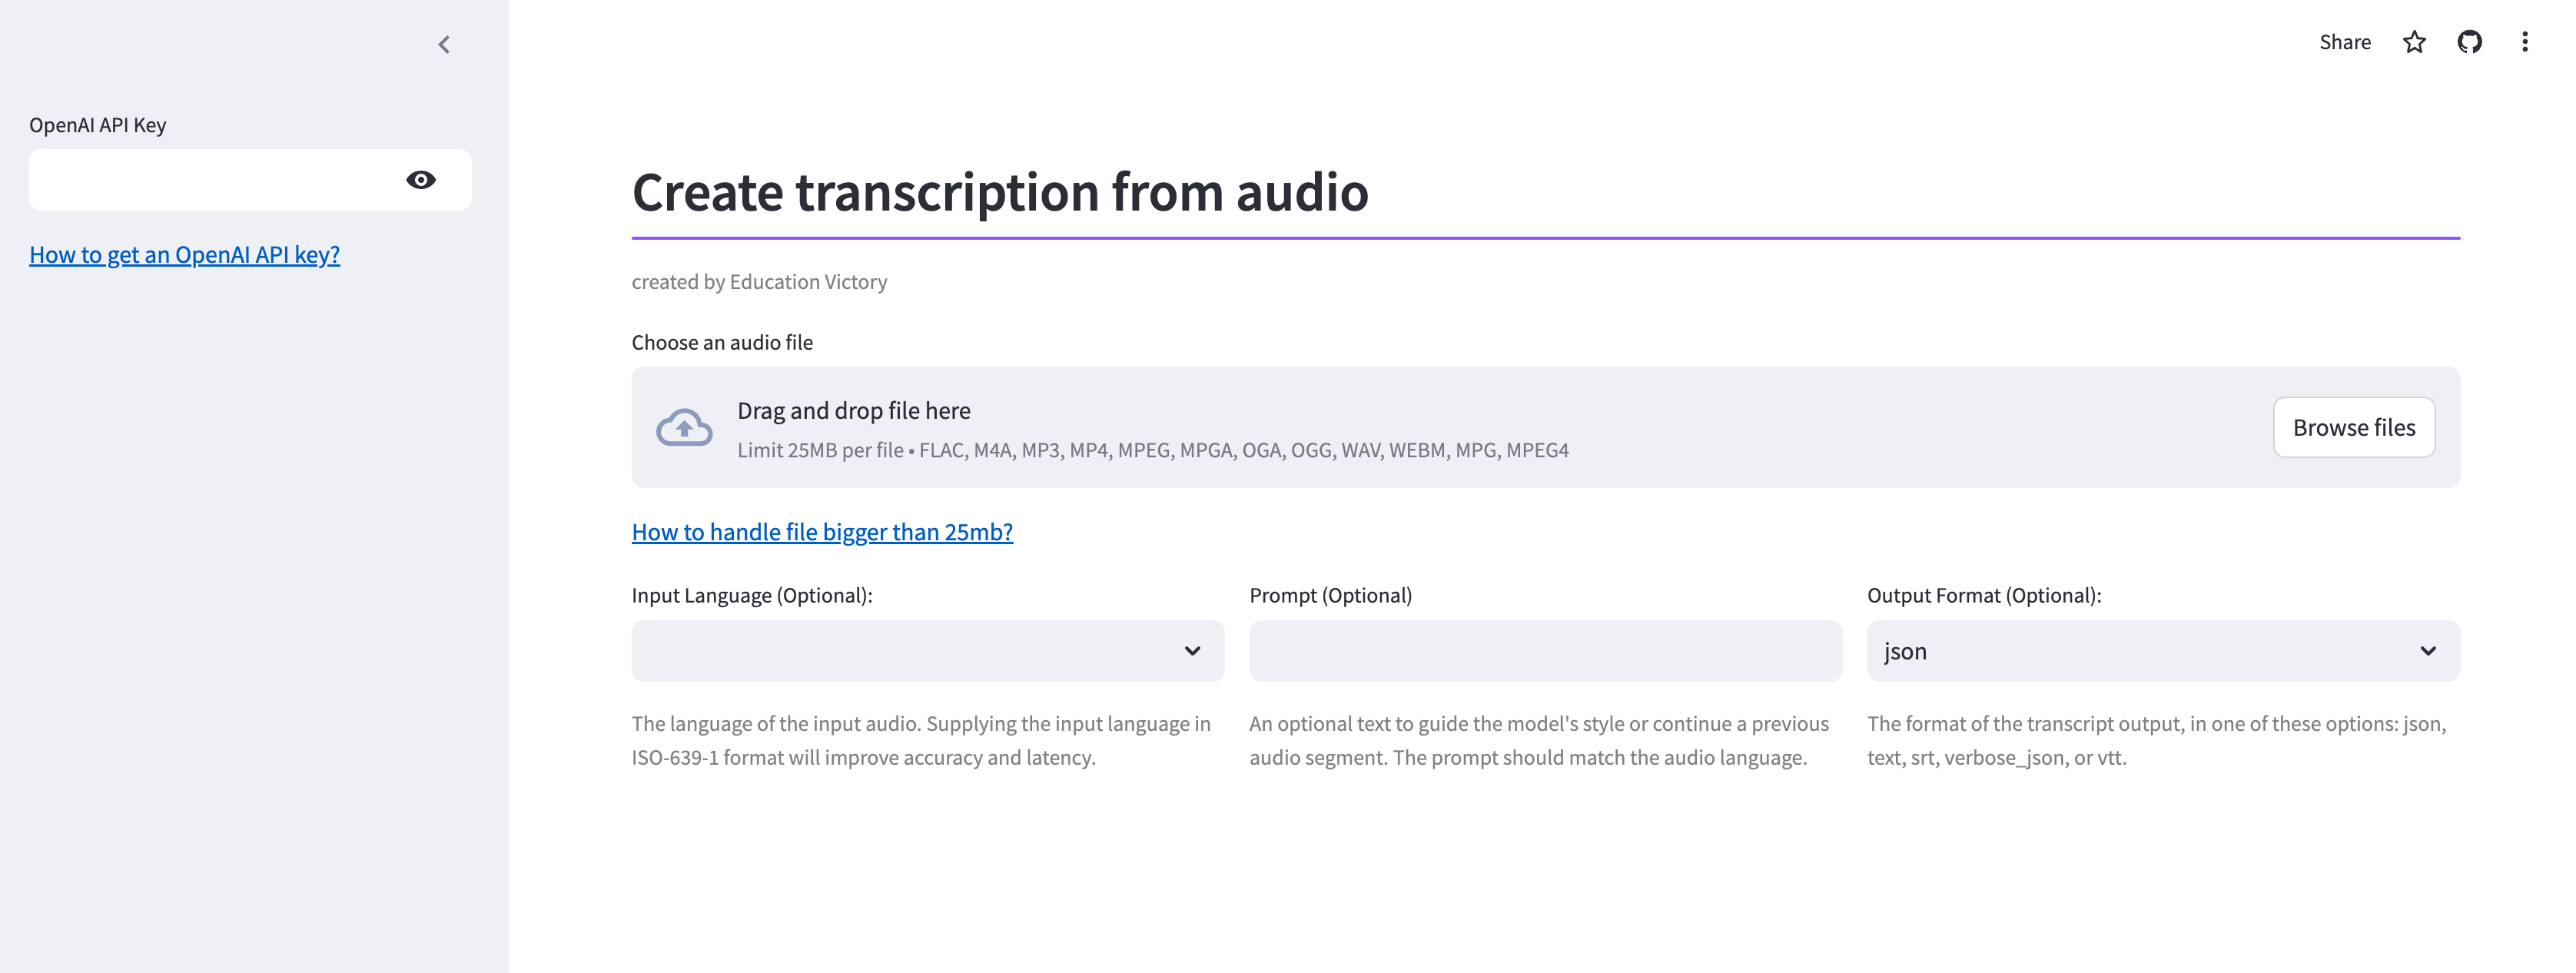 Share
OpenAI API Key
How to get an OpenAI API key?
Create transcription from audio
created by Education Victory
Choose an audio file
Drag and drop file here
Limit 25MB per file • FLAC, M4A, MP3, MP4, MPEG, MPGA, OGA, OGG, WAV, WEBM, MPG, MPEG4
Browse files
How to handle file bigger than 25mb?
Input Language (Optional):
The language of the input audio. Supplying the input language in
ISO-639-1 format will improve accuracy and latency.
Prompt (Optional)
An optional text to guide the model's style or continue a previous
audio segment. The prompt should match the audio language.
Output Format (Optional):
json
The format of the transcript output, in one of these options: json,
text, srt, verbose_json, or vtt.